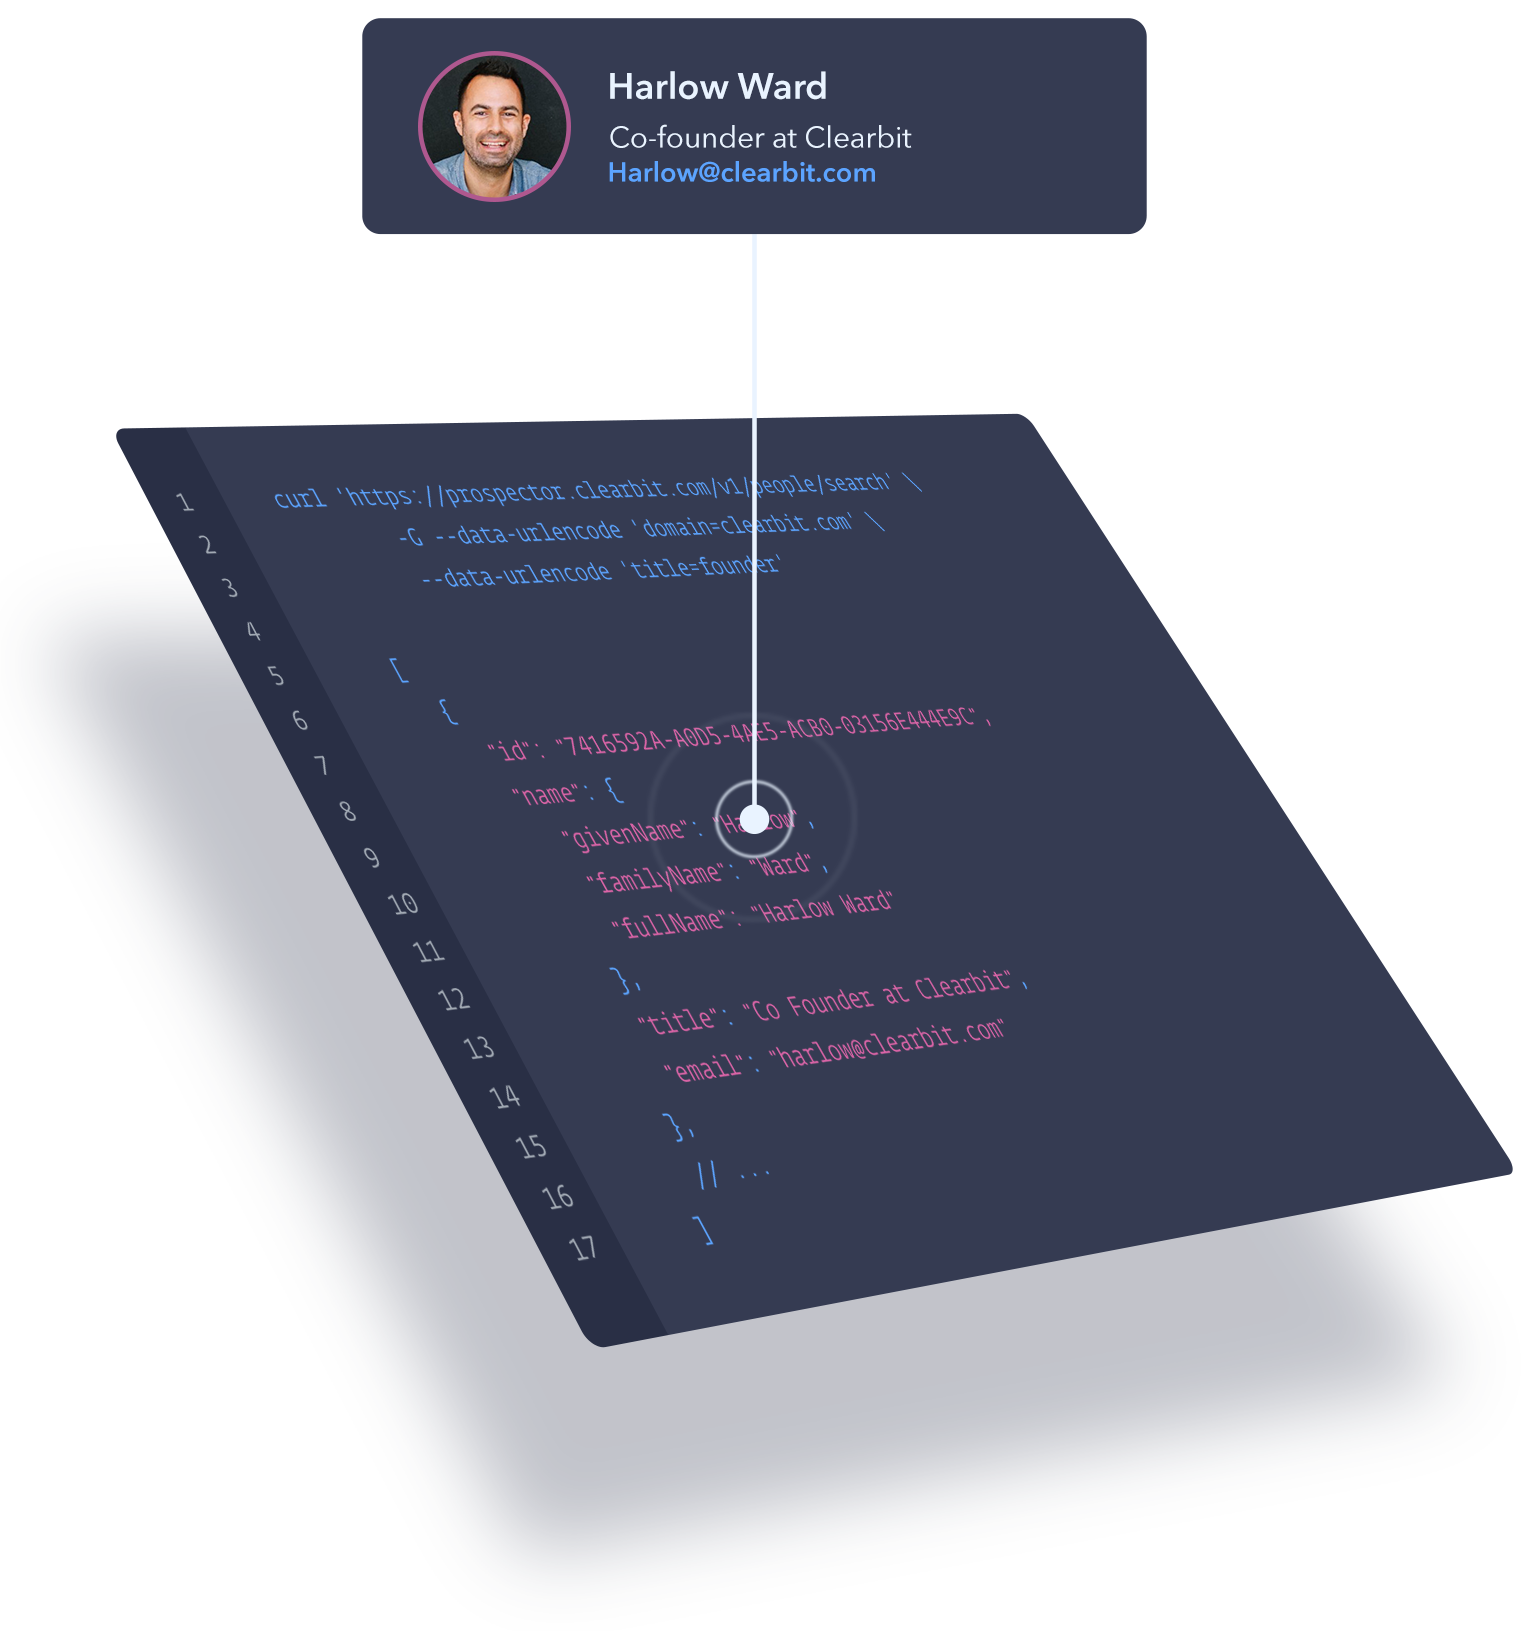 Harlow Ward
Co-founder at Clearbit
Harlow@clearbit.com
1 curl 'https://prospector.clearbit.com/v1/people/search' \
2 -G --data-urlencode 'domain=clearbit.com' \
3 --data-urlencode 'title=founder'
4
5 [
6 {
7 "id": "7416592A-A0D5-4AE5-ACB0-03156E444E9C",
8 "name": {
9 "givenName": "Harlow",
10 "familyName": "Ward",
11 "fullName": "Harlow Ward"
12 },
13 "title": "Co Founder at Clearbit",
14 "email": "harlow@clearbit.com"
15 },
16 // ...
17 ]